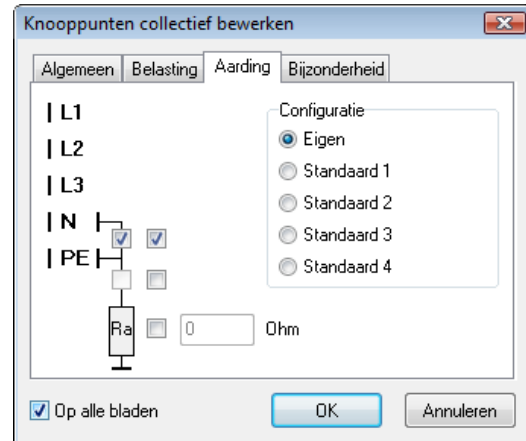 Knooppunten collectief bewerken
Algemeen Belasting Aarding Bijzonderheid
L1
L2
L3
N
PE
Ra 0 Ohm
Configuratie
Eigen
Standaard 1
Standaard 2
Standaard 3
Standaard 4
Op alle bladen OK Annuleren